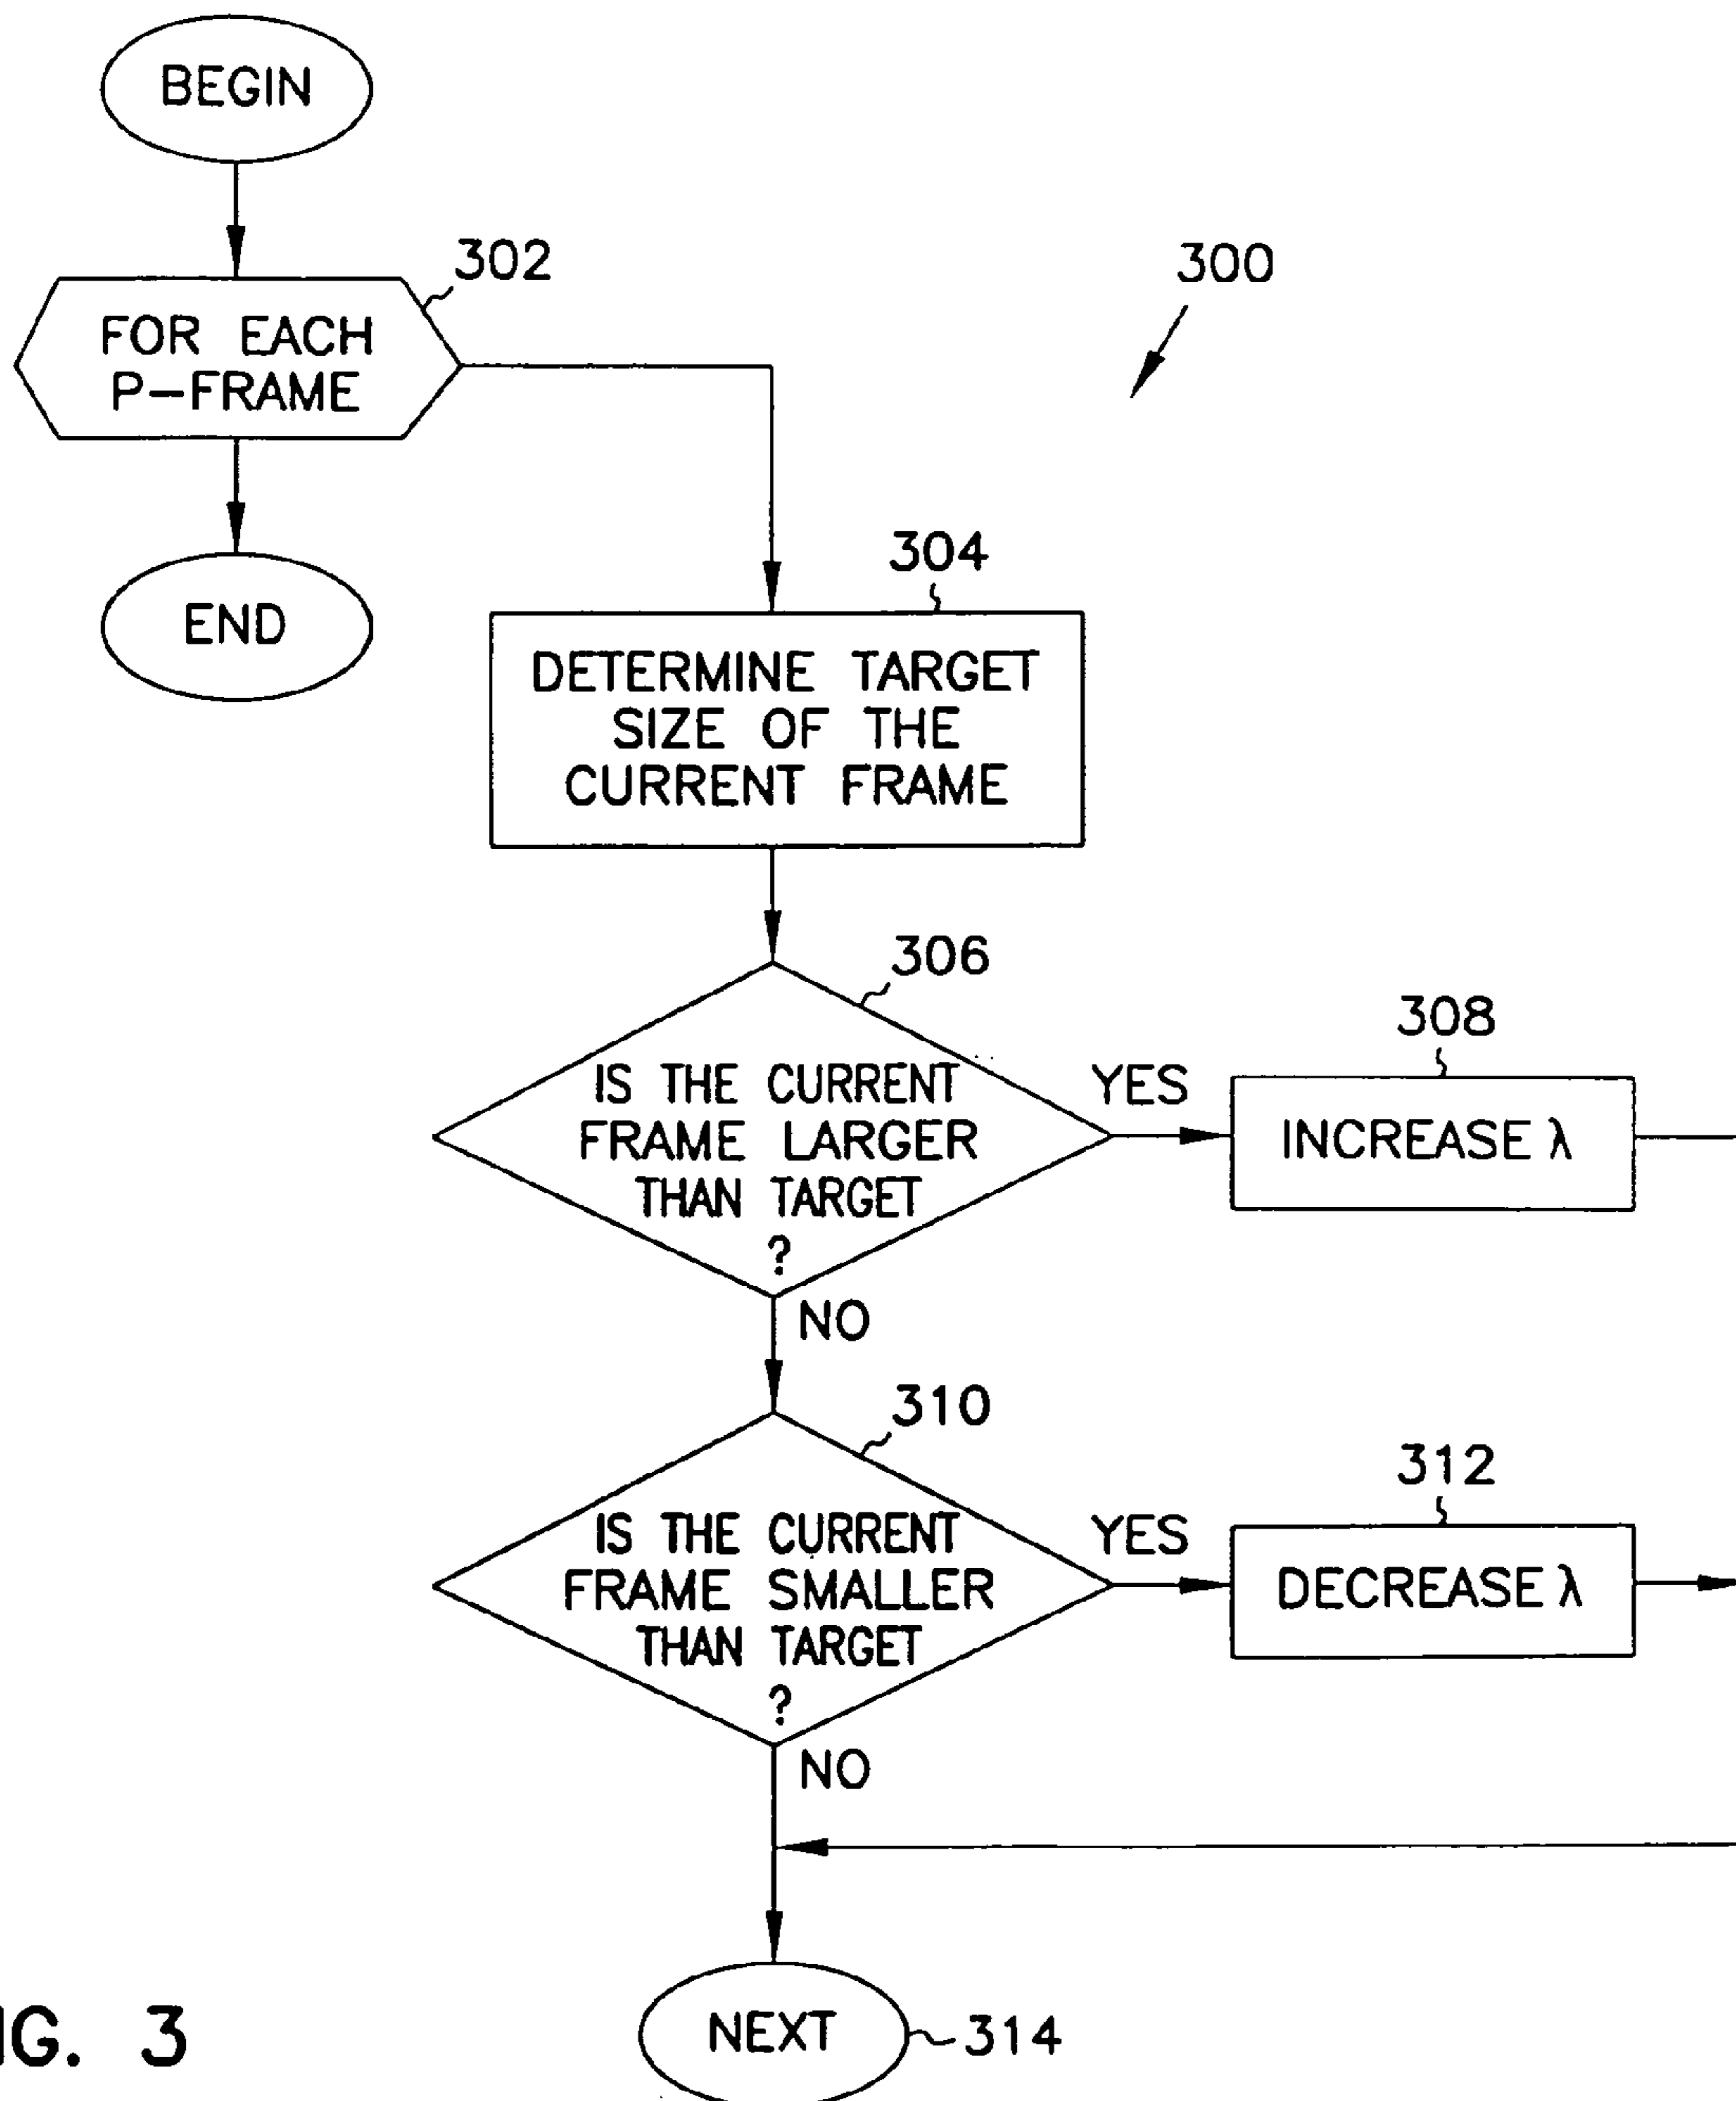 BEGIN
302
FOR EACH
P-FRAME
300
END
304
DETERMINE TARGET
SIZE OF THE
CURRENT FRAME
306
IS THE CURRENT
FRAME LARGER
THAN TARGET
?
YES
308
INCREASE λ
NO
310
IS THE CURRENT
FRAME SMALLER
THAN TARGET
?
YES
312
DECREASE λ
NO
NEXT
314
G. 3